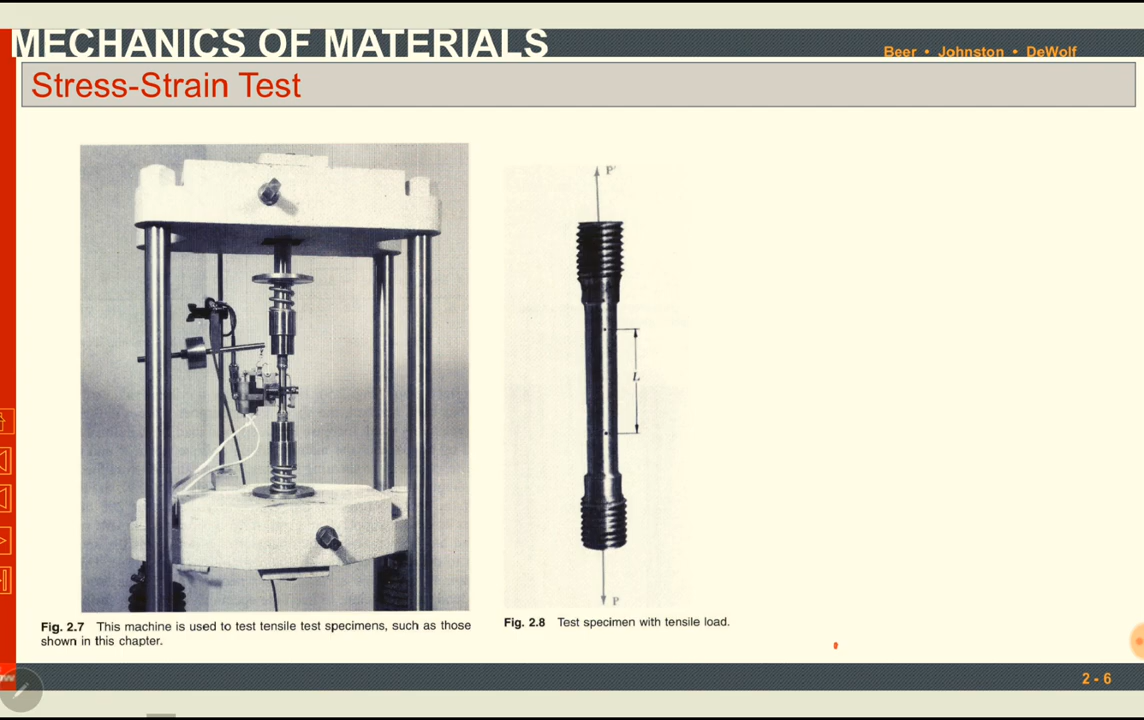 MECHANICS OF MATERIALS
Beer • Johnston • DeWolf
Stress-Strain Test
P'
L
P
Fig. 2.7 This machine is used to test tensile test specimens, such as those
shown in this chapter.
Fig. 2.8 Test specimen with tensile load.
2 - 6